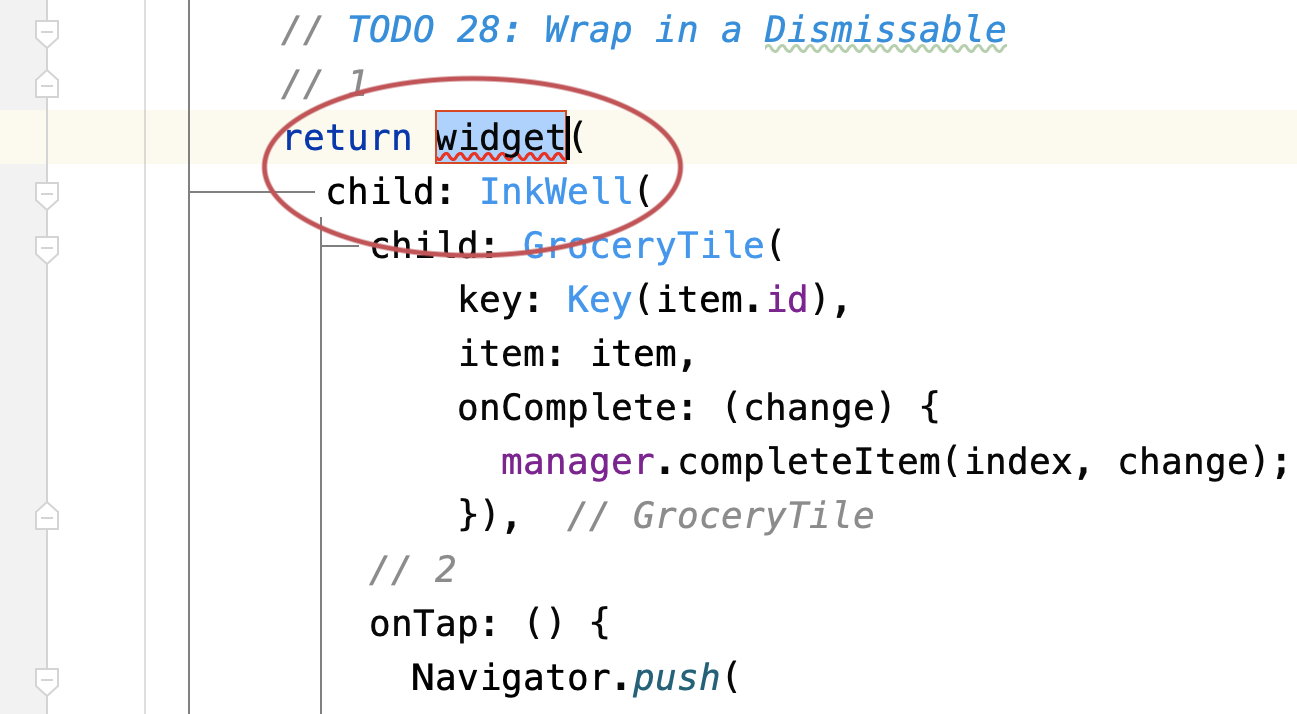 // TODO 28: Wrap in a Dismissable
// 1
return widget(
child: InkWell(
child: GroceryTile(
key: Key(item.id),
item: item,
onComplete: (change) {
manager.completeItem(index, change);
}),  // GroceryTile
// 2
onTap: () {
Navigator.push(